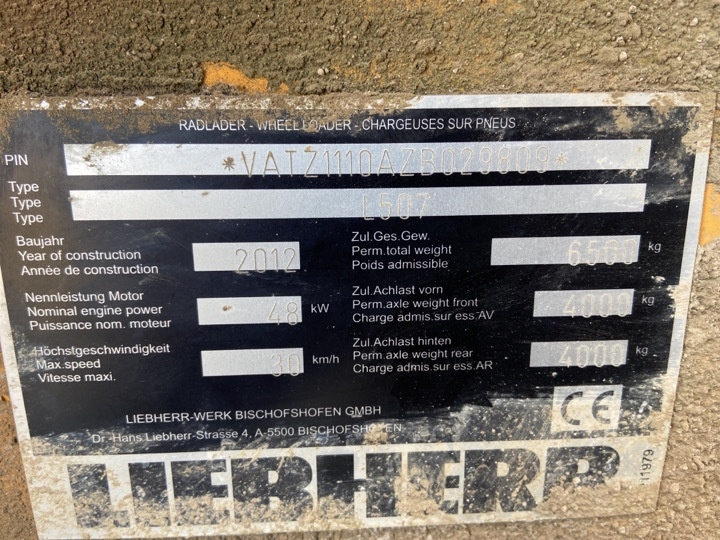 RADLADER - WHEEL LOADER - CHARGEUSES SUR PNEUS
PIN *VATZ1110AZB029809*
Type
Type L507
Type
Baujahr
Year of construction 2012
Année de construction
Zul.Ges.Gew.
Perm.total weight 6500 kg
Poids admissible
Nennleistung Motor
Nominal engine power 48 kW
Puissance nom. moteur
Zul.Achlast vorn
Perm.axle weight front 4000 kg
Charge admis.sur ess.AV
Höchstgeschwindigkeit
Max.speed 30 km/h
Vitesse maxi.
Zul.Achlast hinten
Perm.axle weight rear 4000 kg
Charge admis.sur ess.AR
LIEBHERR-WERK BISCHOFSHOFEN GMBH
Dr.-Hans Liebherr-Strasse 4, A-5500 BISCHOFSHOFEN
CE
LIEBHERR